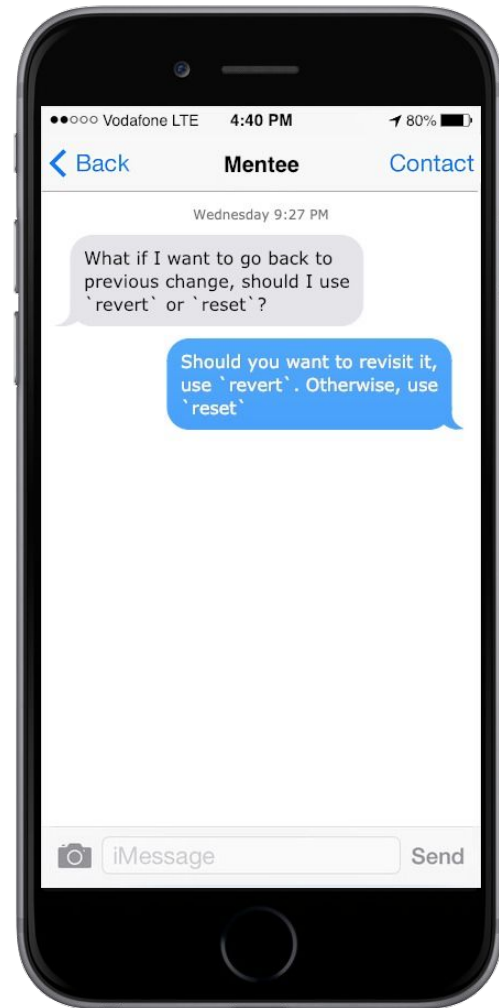 Vodafone LTE 4:40 PM 80%
Back Mentee Contact
Wednesday 9:27 PM
What if I want to go back to
previous change, should I use
`revert` or `reset`?
Should you want to revisit it,
use `revert`. Otherwise, use
`reset`
iMessage Send